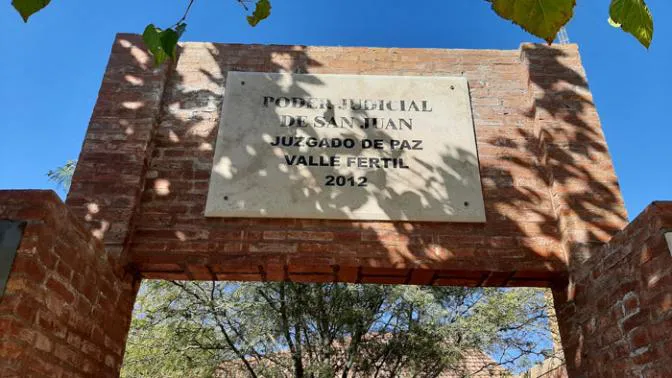 PODER JUDICIAL
DE SAN JUAN
JUZGADO DE PAZ
VALLE FERTIL
2012